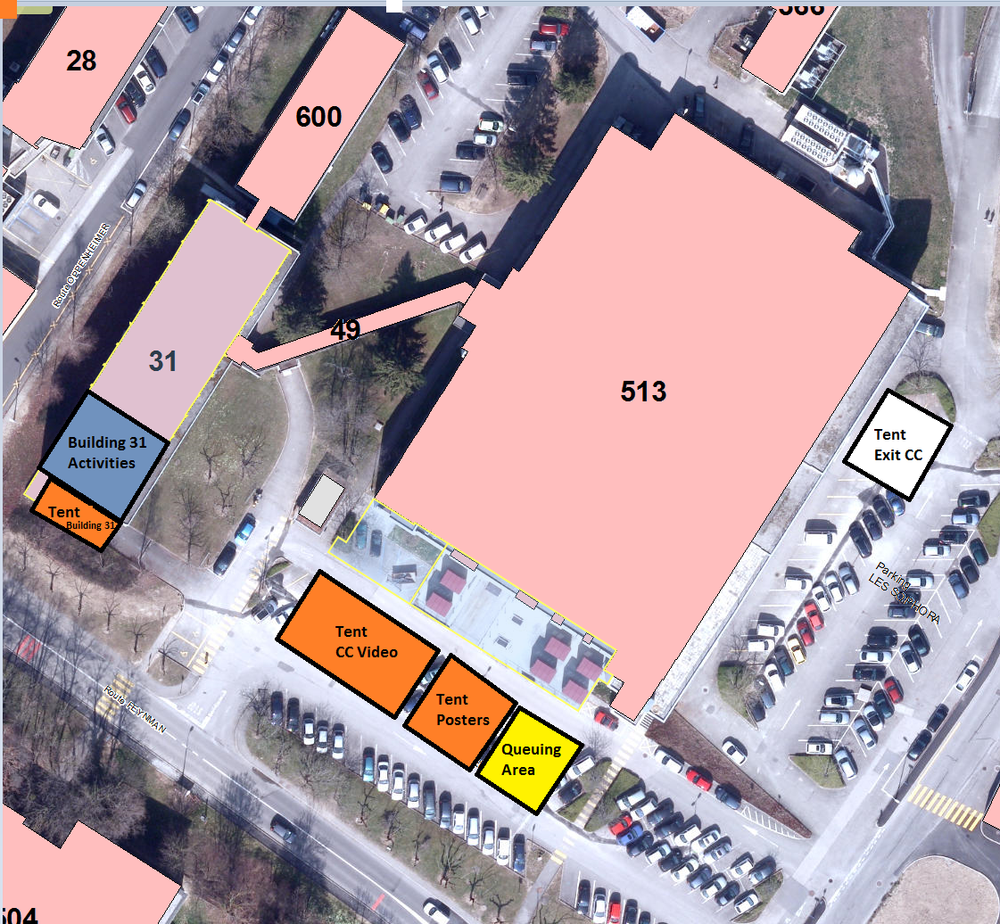 568
28
600
Route OPPENHEIMER
49
31
513
Building 31
Activities
Tent
Exit CC
Tent
Building 31
Parking
LES
Tent
CC Video
Tent
Posters
Route FEYNMAN
Queuing
Area
504